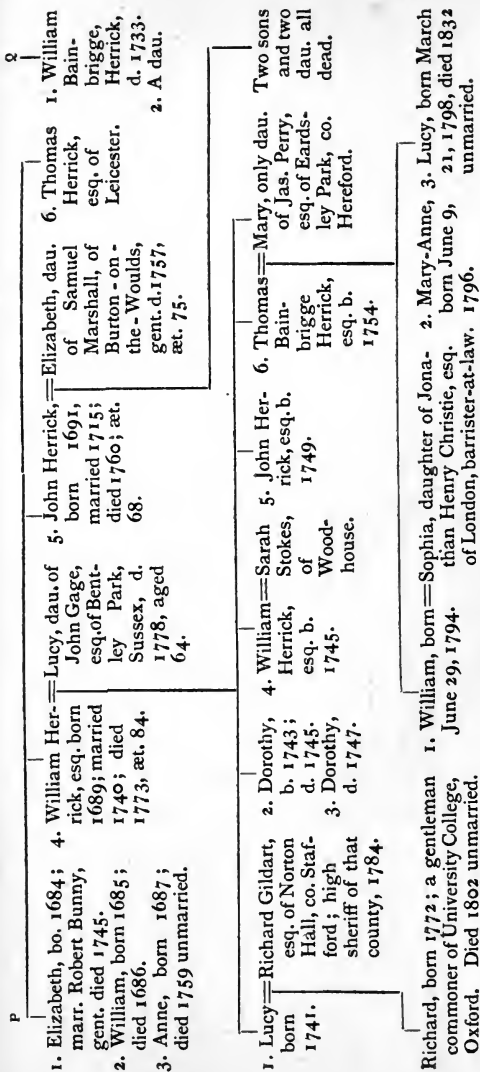 P
Q
1. Elizabeth, bo. 1684;
marr. Robert Bunny,
gent. died 1745.
2. William, born 1685;
died 1686.
3. Anne, born 1687;
died 1759 unmarried.
4. William Her-
rick, esq. born
1689; married
1740; died
1773, æt. 84.
=Lucy, dau. of
John Gage,
esq. of Bent-
ley Park,
Sussex, d.
1778, aged
64.
5. John Herrick,
born 1691,
married 1715;
died 1760; æt.
68.
=Elizabeth, dau.
of Samuel
Marshall, of
Burton-on-
the-Woulds,
gent. d. 1757,
æt. 75.
6. Thomas
Herrick,
esq. of
Leicester.
1. William
Bain-
brigge,
Herrick,
d. 1733.
2. A dau.
1. Lucy
born
1741.
=Richard Gildart,
esq. of Norton
Hall, co. Staf-
ford; high
sheriff of that
county, 1784.
2. Dorothy,
b. 1743;
d. 1745.
3. Dorothy,
d. 1747.
4. William
Herrick,
esq. b.
1745.
=Sarah
Stokes,
of
Wood-
house.
5. John Her-
rick, esq. b.
1749.
6. Thomas
Bain-
brigge
Herrick,
esq. b.
1754.
=Mary, only dau.
of Jas. Perry,
esq. of Eards-
ley Park, co.
Hereford.
Two sons
and two
dau. all
dead.
Richard, born 1772; a gentleman
commoner of University College,
Oxford. Died 1802 unmarried.
1. William, born
June 29, 1794.
=Sophia, daughter of Jona-
than Henry Christie, esq.
of London, barrister-at-law.
2. Mary-Anne,
born June 9,
1796.
3. Lucy, born March
21, 1798, died 1832
unmarried.